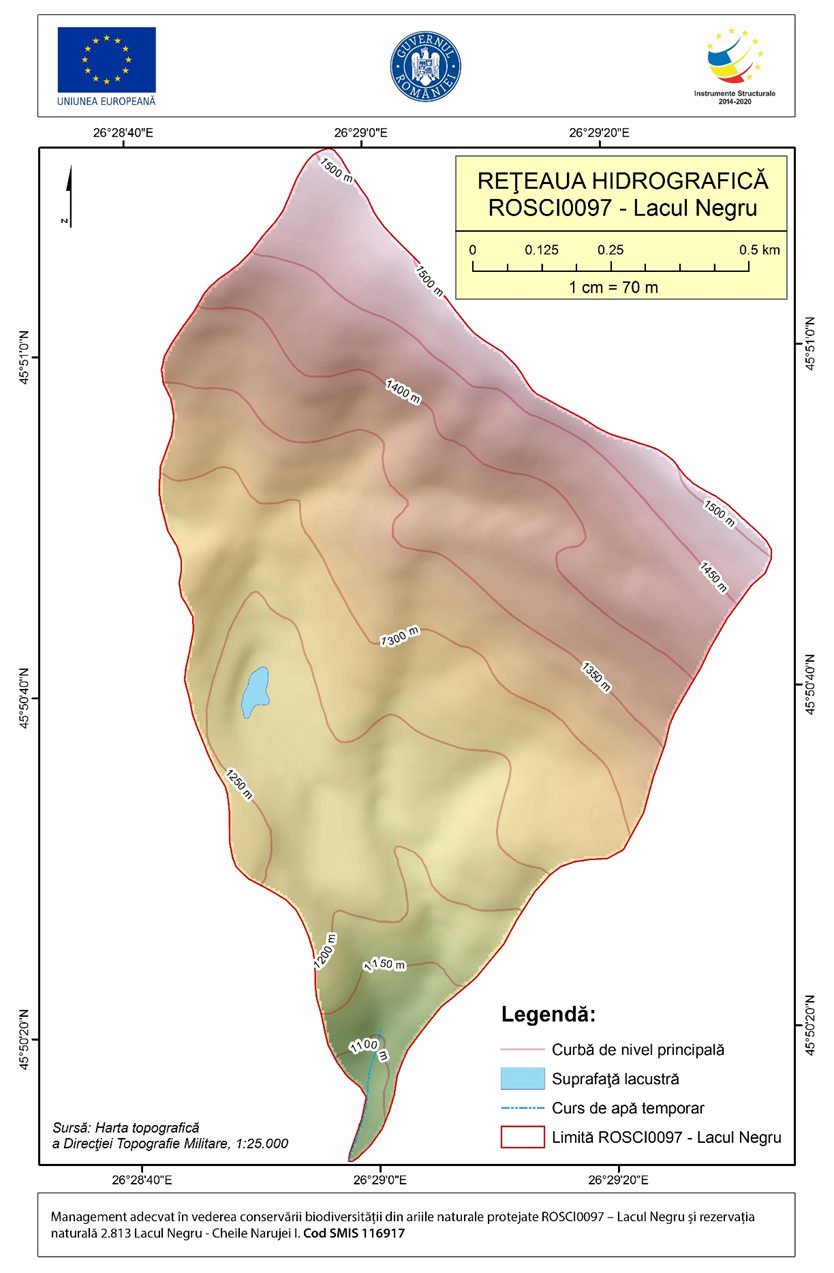 UNIUNEA EUROPEANĂ
GUVERNUL ROMÂNIEI
Instrumente Structurale
2014-2020
26°28'40"E
26°29'0"E
26°29'20"E
z
REŢEAUA HIDROGRAFICĂ
ROSCI0097 - Lacul Negru
0 0.125 0.25 0.5 km
1 cm = 70 m
1500 m
1500 m
45°51'0"N
45°51'0"N
1400 m
1500 m
1450 m
1300 m
1350 m
45°50'40"N
45°50'40"N
1250 m
1200 m
1150 m
45°50'20"N
45°50'20"N
1100 m
Legendă:
Curbă de nivel principală
Suprafaţă lacustră
Curs de apă temporar
Limită ROSCI0097 - Lacul Negru
Sursă: Harta topografică
a Direcţiei Topografie Militare, 1:25.000
26°28'40"E
26°29'0"E
26°29'20"E
Management adecvat în vederea conservării biodiversității din ariile naturale protejate ROSCI0097 – Lacul Negru și rezervația
naturală 2.813 Lacul Negru - Cheile Narujei I. Cod SMIS 116917